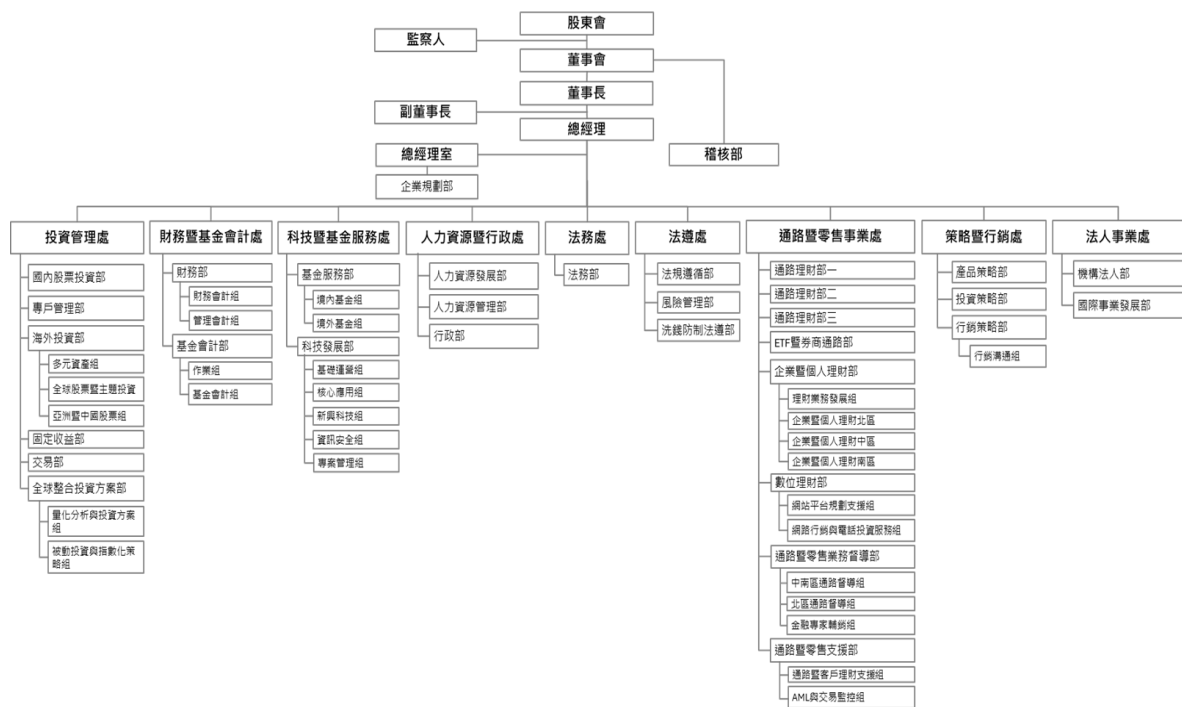 股東會
監察人
董事會
董事長
副董事長
總經理
總經理室
稽核部
企業規劃部
投資管理處
國內股票投資部
專戶管理部
海外投資部
多元資產組
全球股票暨主題投資
亞洲暨中國股票組
固定收益部
交易部
全球整合投資方案部
量化分析與投資方案
組
被動投資與指數化策
略組
財務暨基金會計處
財務部
財務會計組
管理會計組
基金會計部
作業組
基金會計組
科技暨基金服務處
基金服務部
境內基金組
境外基金組
科技發展部
基礎運營組
核心應用組
新興科技組
資訊安全組
專案管理組
人力資源暨行政處
人力資源發展部
人力資源管理部
行政部
法務處
法務部
法遵處
法規遵循部
風險管理部
洗錢防制法遵部
通路暨零售事業處
通路理財部一
通路理財部二
通路理財部三
ETF暨券商通路部
企業暨個人理財部
理財業務發展組
企業暨個人理財北區
企業暨個人理財中區
企業暨個人理財南區
數位理財部
網站平台規劃支援組
網路行銷與電話投資服務組
通路暨零售業務督導部
中南區通路督導組
北區通路督導組
金融專家輔銷組
通路暨零售支援部
通路暨客戶理財支援組
AML與交易監控組
策略暨行銷處
產品策略部
投資策略部
行銷策略部
行銷溝通組
法人事業處
機構法人部
國際事業發展部